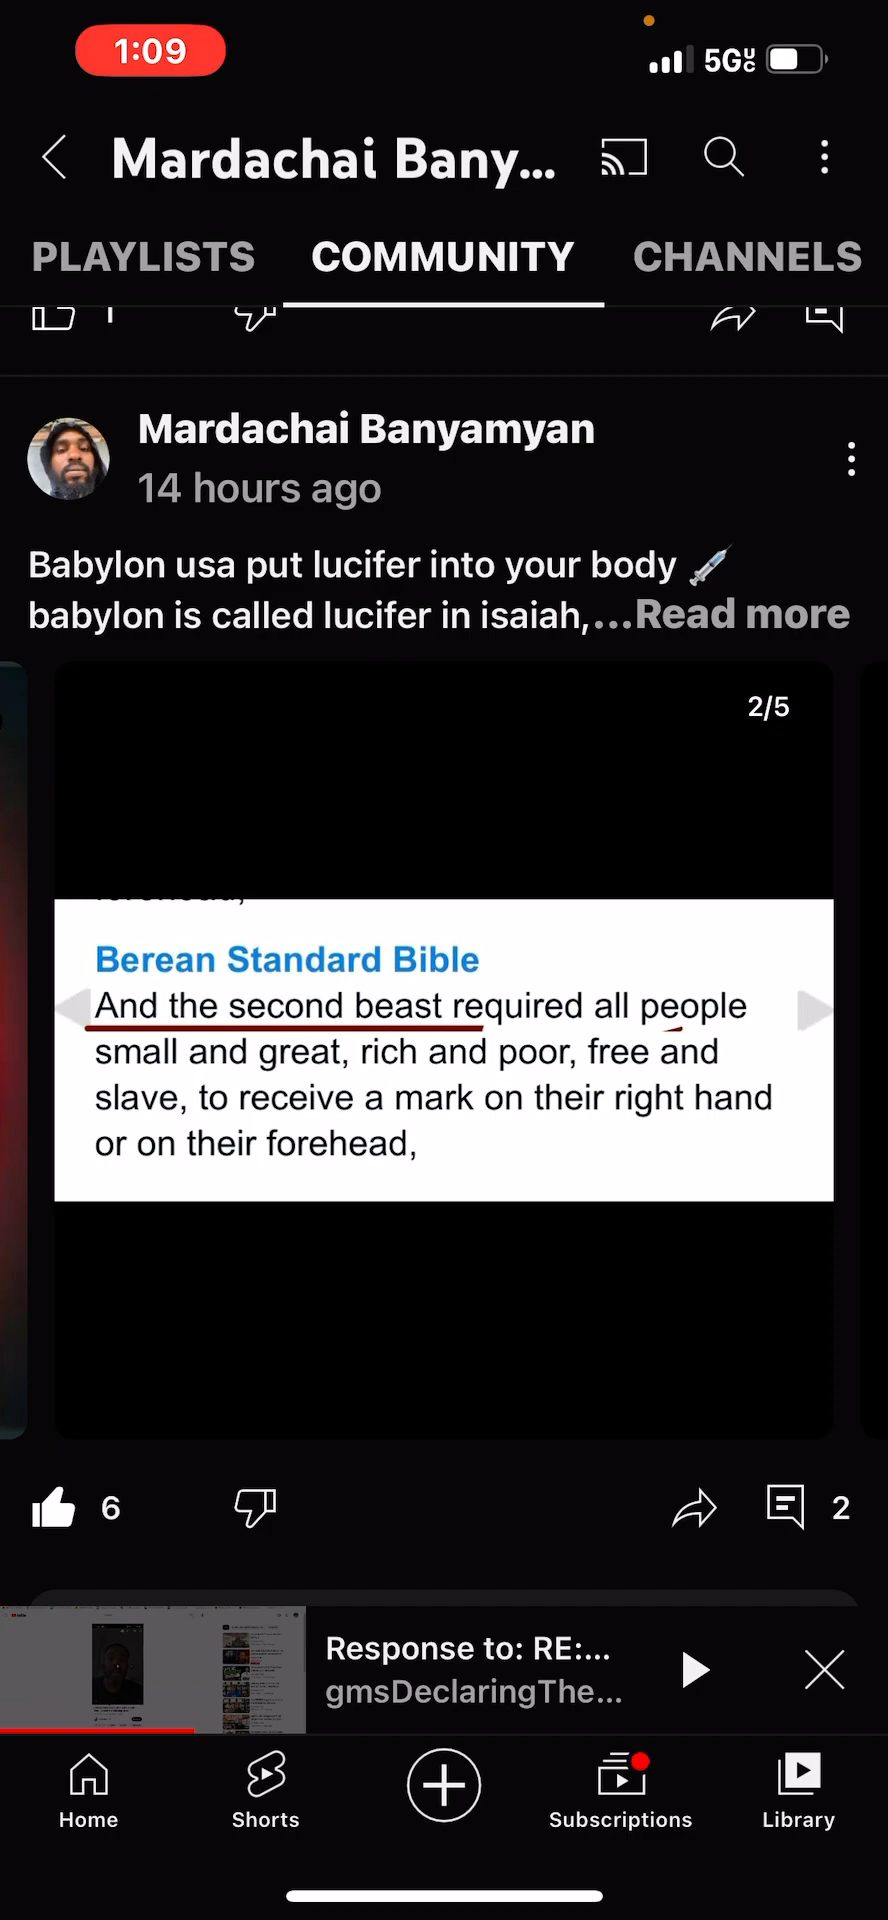 1:09
5G UC
Mardachai Bany...
PLAYLISTS COMMUNITY CHANNELS
Mardachai Banyamyan
14 hours ago
Babylon usa put lucifer into your body 💉
babylon is called lucifer in isaiah,...Read more
2/5
Berean Standard Bible
And the second beast required all people
small and great, rich and poor, free and
slave, to receive a mark on their right hand
or on their forehead,
6
2
Response to: RE:...
gmsDeclaringThe...
Home Shorts Subscriptions Library